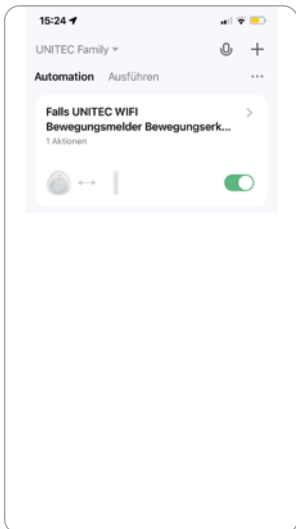 15:24
UNITEC Family
Automation Ausführen
Falls UNITEC WIFI
Bewegungsmelder Bewegungserk...
1 Aktionen